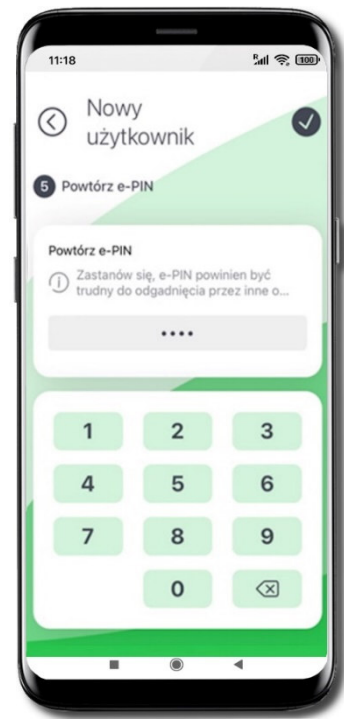 11:18
R
100
Nowy
użytkownik
5 Powtórz e-PIN
Powtórz e-PIN
Zastanów się, e-PIN powinien być
trudny do odgadnięcia przez inne o...
••••
1 2 3
4 5 6
7 8 9
0